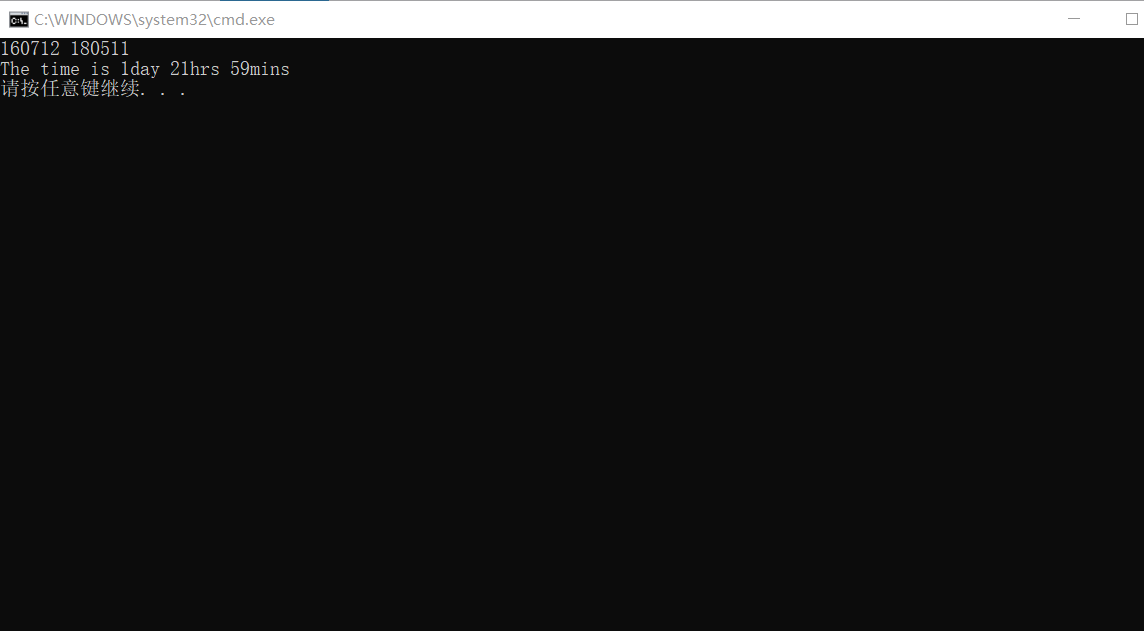 C:\WINDOWS\system32\cmd.exe
160712 180511
The time is 1day 21hrs 59mins
请按任意键继续. . .